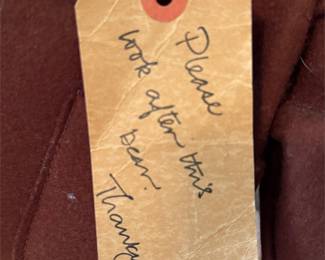 Please
look after this
bear.
Thank